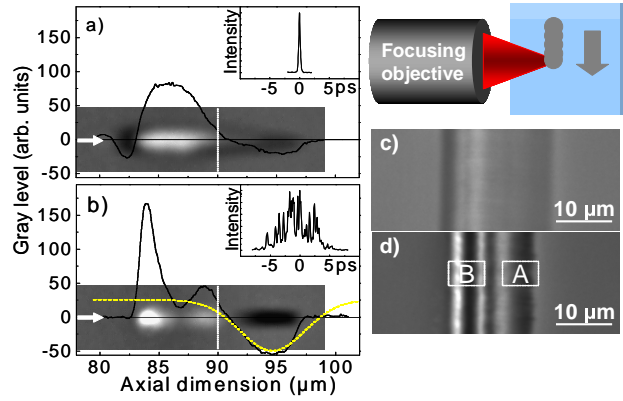 a)
Intensity
-5 0 5 ps
150
100
50
0
-50
Gray level (arb. units)
b)
Intensity
-5 0 5 ps
150
100
50
0
-50
80 85 90 95 100
Axial dimension (µm)
Focusing
objective
c)
10 µm
d)
B
A
10 µm